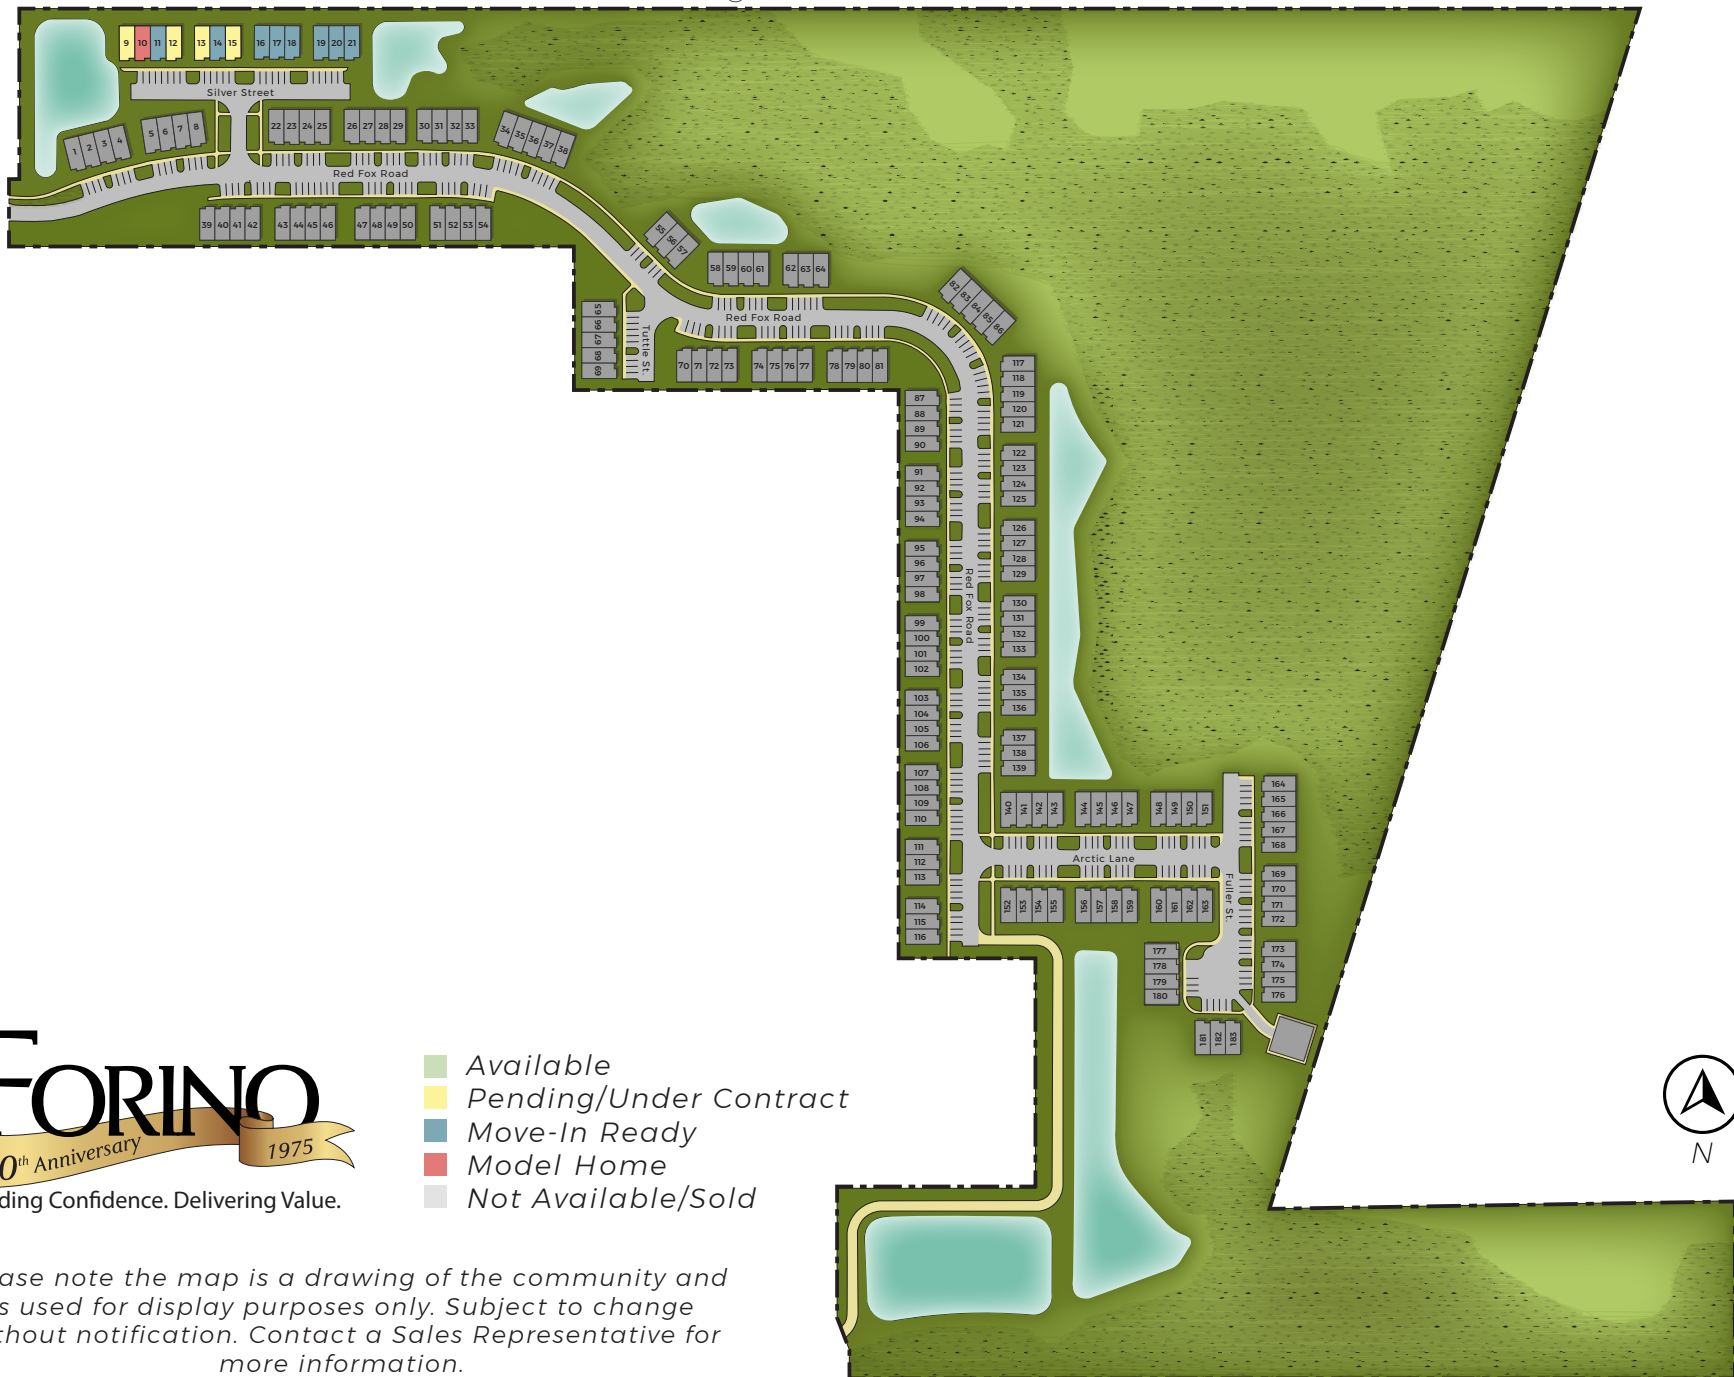 9 10 11 12 13 14 15 16 17 18 19 20 21
Silver Street
1 2 3 4 5 6 7 8
22 23 24 25 26 27 28 29 30 31 32 33 34 35 36 37 38
Red Fox Road
39 40 41 42 43 44 45 46 47 48 49 50 51 52 53 54
55 56 57
58 59 60 61 62 63 64
65
66
67
68
69
Tuttle St.
Red Fox Road
70 71 72 73 74 75 76 77 78 79 80 81
82 83 84 85 86
87
88
89
90
91
92
93
94
95
96
97
98
99
100
101
102
103
104
105
106
107
108
109
110
111
112
113
114
115
116
Red Fox Road
117
118
119
120
121
122
123
124
125
126
127
128
129
130
131
132
133
134
135
136
137
138
139
140 141 142 143 144 145 146 147 148 149 150 151
Arctic Lane
152 153 154 155 156 157 158 159 160 161 162 163
Fuller St.
164
165
166
167
168
169
170
171
172
173
174
175
176
177
178
179
180
181 182 183
FORINO
0th Anniversary 1975
ding Confidence. Delivering Value.
Available
Pending/Under Contract
Move-In Ready
Model Home
Not Available/Sold
N
ase note the map is a drawing of the community and
s used for display purposes only. Subject to change
thout notification. Contact a Sales Representative for
more information.